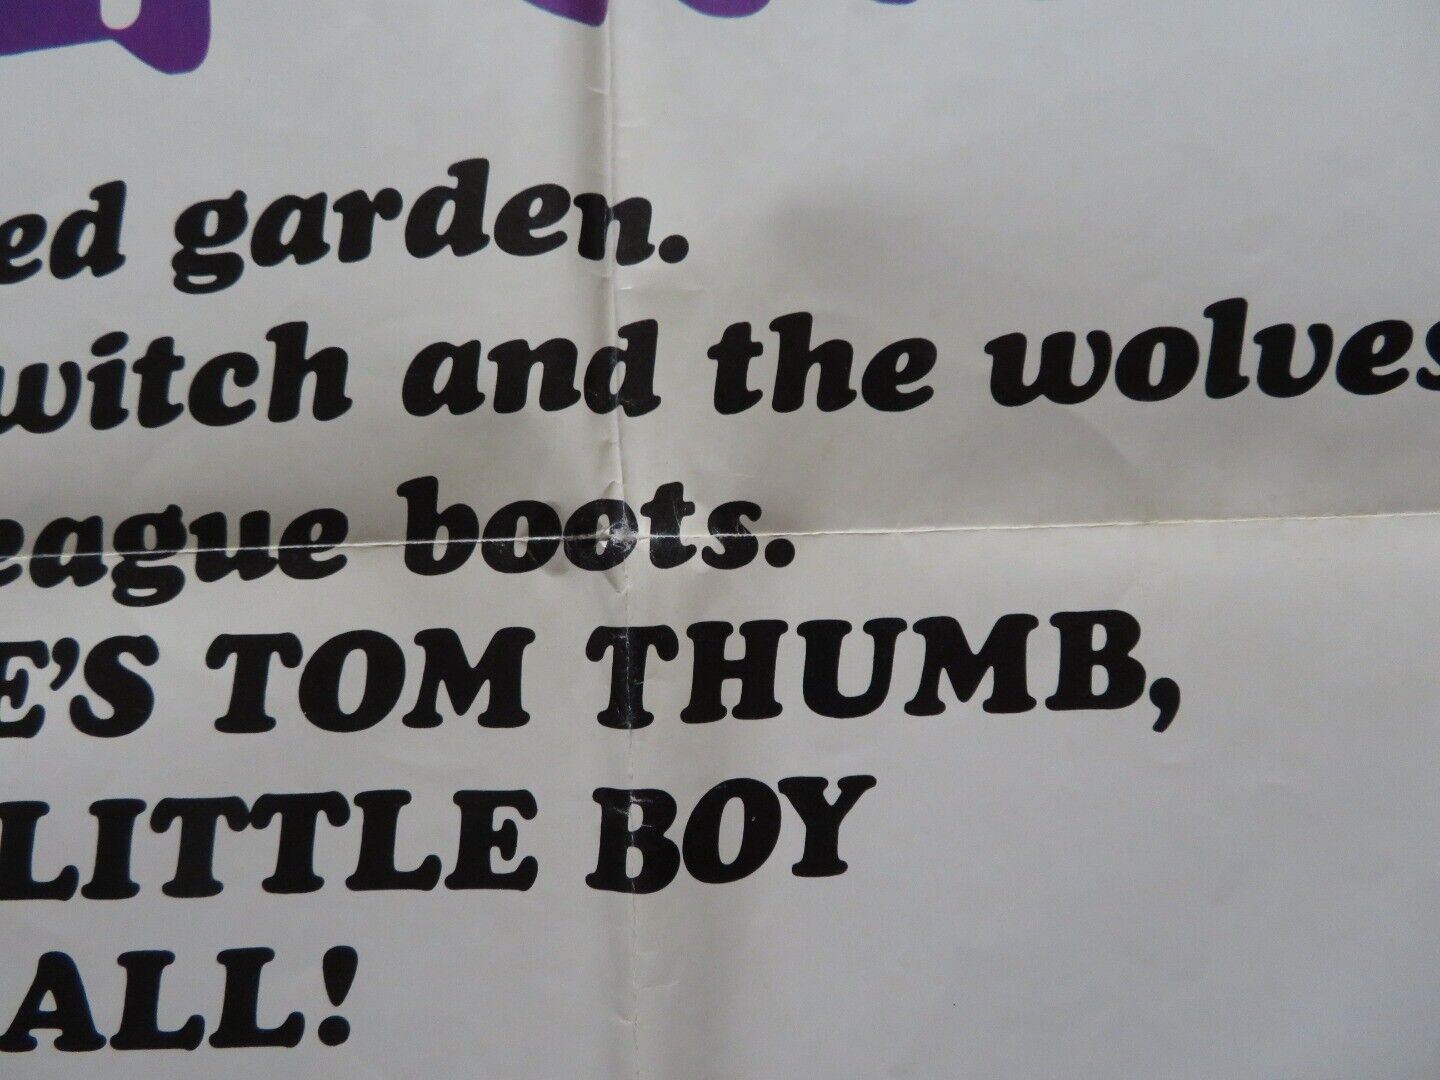 ed garden.
witch and the wolves
eague boots.
E'S TOM THUMB,
LITTLE BOY
ALL!